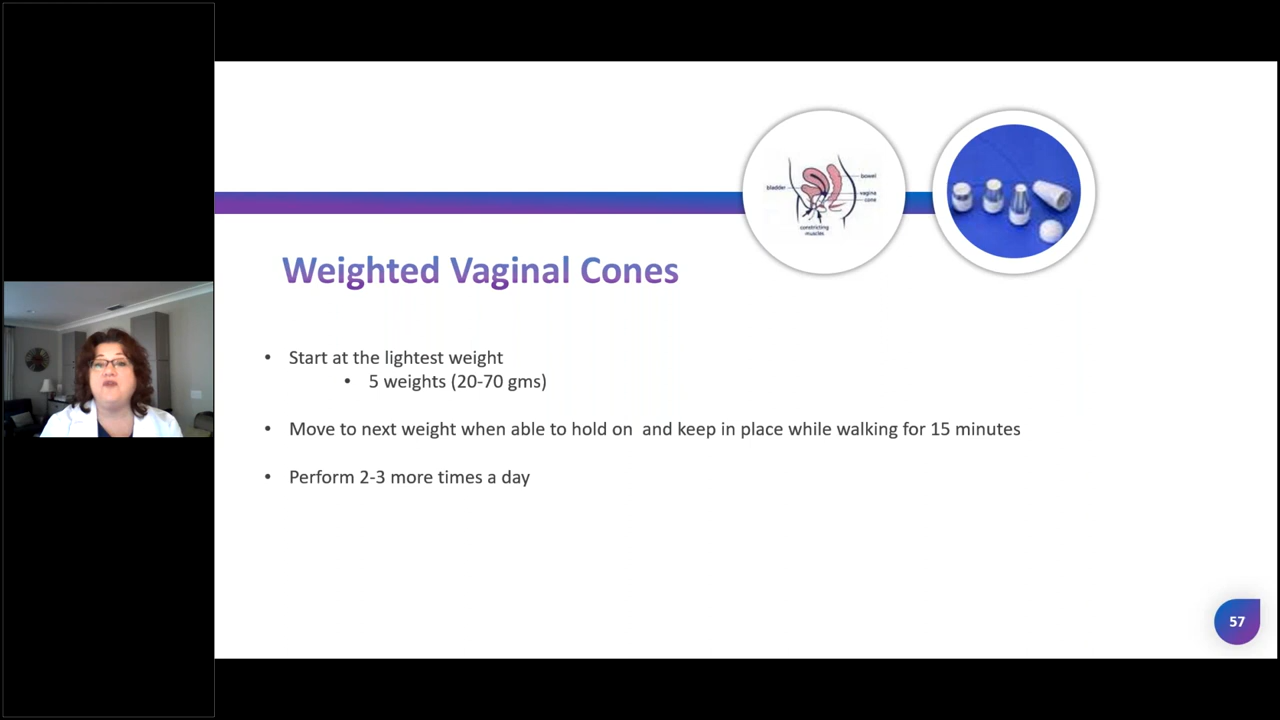 bladder
bowel
vagina
cone
constricting
muscles
Weighted Vaginal Cones
• Start at the lightest weight
• 5 weights (20-70 gms)
• Move to next weight when able to hold on  and keep in place while walking for 15 minutes
• Perform 2-3 more times a day
57